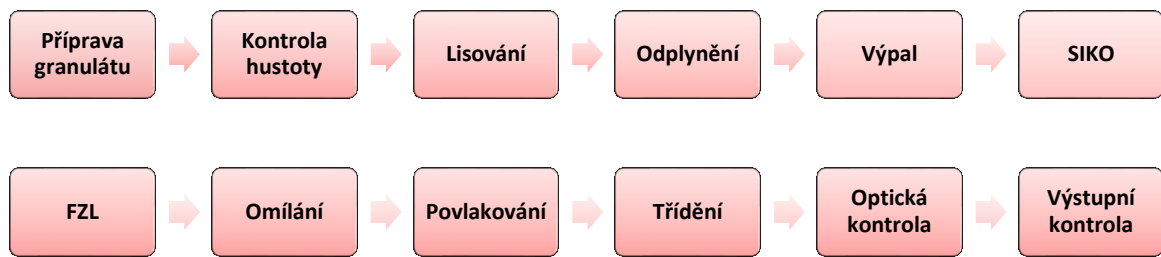 Příprava
granulátu
Kontrola
hustoty
Lisování
Odplynění
Výpal
SIKO
FZL
Omílání
Povlakování
Třídění
Optická
kontrola
Výstupní
kontrola